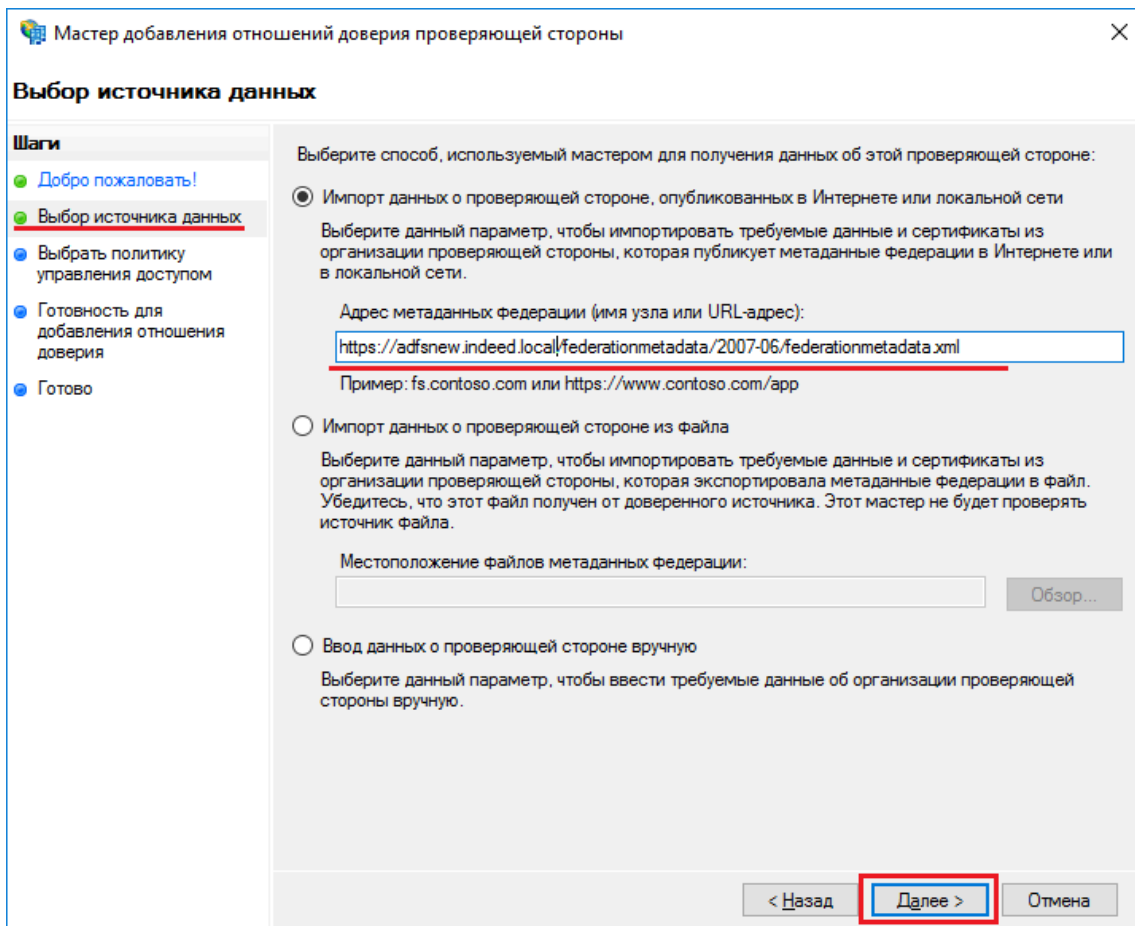 Мастер добавления отношений доверия проверяющей стороны
Выбор источника данных
Шаги
Добро пожаловать!
Выбор источника данных
Выбрать политику
управления доступом
Готовность для
добавления отношения
доверия
Готово
Выберите способ, используемый мастером для получения данных об этой проверяющей стороне:
Импорт данных о проверяющей стороне, опубликованных в Интернете или локальной сети
Выберите данный параметр, чтобы импортировать требуемые данные и сертификаты из
организации проверяющей стороны, которая публикует метаданные федерации в Интернете или
в локальной сети.
Адрес метаданных федерации (имя узла или URL-адрес):
https://adfsnew.indeed.local/federationmetadata/2007-06/federationmetadata.xml
Пример: fs.contoso.com или https://www.contoso.com/app
Импорт данных о проверяющей стороне из файла
Выберите данный параметр, чтобы импортировать требуемые данные и сертификаты из
организации проверяющей стороны, которая экспортировала метаданные федерации в файл.
Убедитесь, что этот файл получен от доверенного источника. Этот мастер не будет проверять
источник файла.
Местоположение файлов метаданных федерации:
Обзор...
Ввод данных о проверяющей стороне вручную
Выберите данный параметр, чтобы ввести требуемые данные об организации проверяющей
стороны вручную.
< Назад
Далее >
Отмена